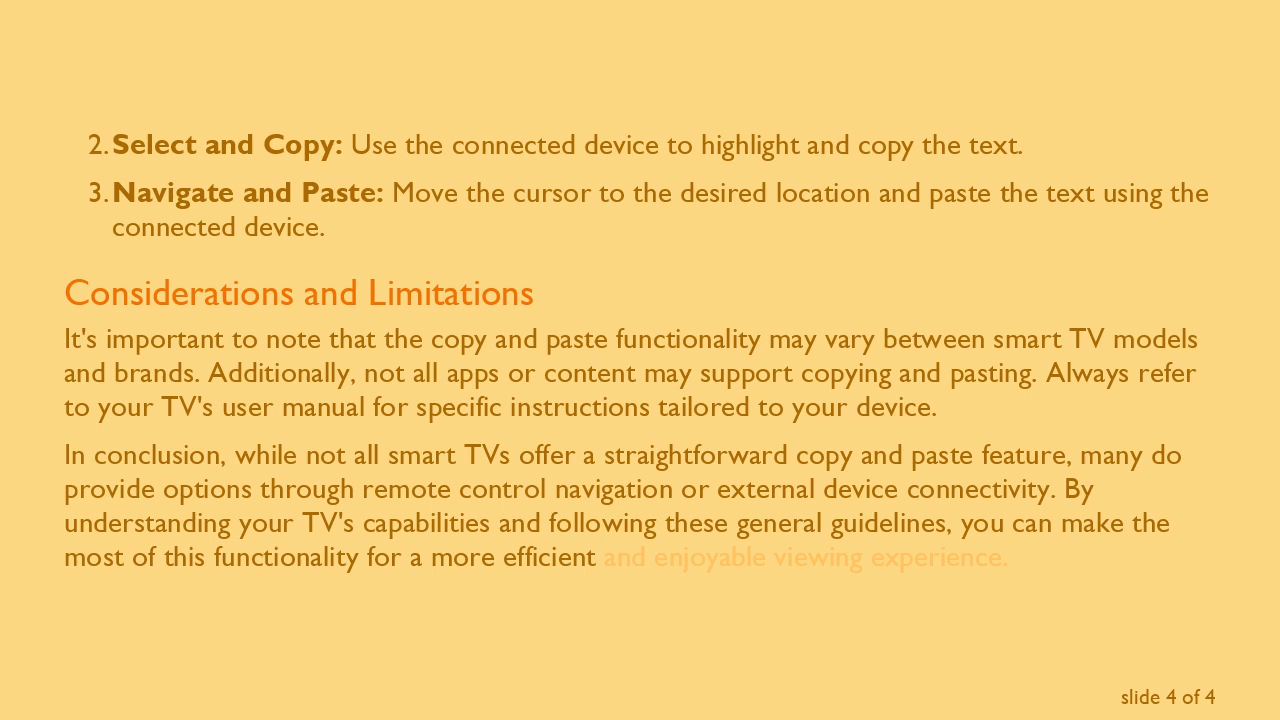 2. Select and Copy: Use the connected device to highlight and copy the text.
3. Navigate and Paste: Move the cursor to the desired location and paste the text using the
connected device.
Considerations and Limitations
It's important to note that the copy and paste functionality may vary between smart TV models
and brands. Additionally, not all apps or content may support copying and pasting. Always refer
to your TV's user manual for specific instructions tailored to your device.
In conclusion, while not all smart TVs offer a straightforward copy and paste feature, many do
provide options through remote control navigation or external device connectivity. By
understanding your TV's capabilities and following these general guidelines, you can make the
most of this functionality for a more efficient and enjoyable viewing experience.
slide 4 of 4